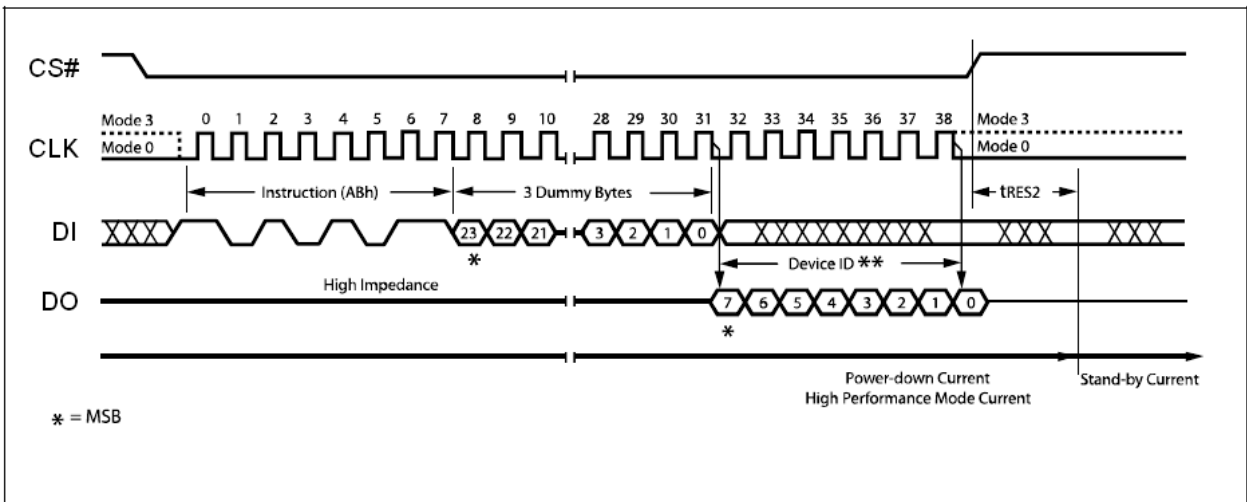 CS#
Mode 3 0 1 2 3 4 5 6 7 8 9 10 28 29 30 31 32 33 34 35 36 37 38 Mode 3
CLK Mode 0 Mode 0
Instruction (ABh) 3 Dummy Bytes tRES2
DI 23 22 21 3 2 1 0
* Device ID **
High Impedance
DO 7 6 5 4 3 2 1 0
*
Power-down Current Stand-by Current
High Performance Mode Current
* = MSB